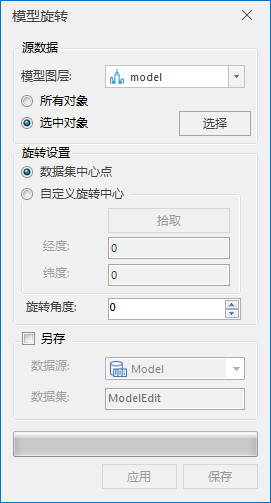 模型旋转
源数据
模型图层: model
所有对象
选中对象 选择
旋转设置
数据集中心点
自定义旋转中心
拾取
经度: 0
纬度: 0
旋转角度: 0
另存
数据源: Model
数据集: ModelEdit
应用 保存